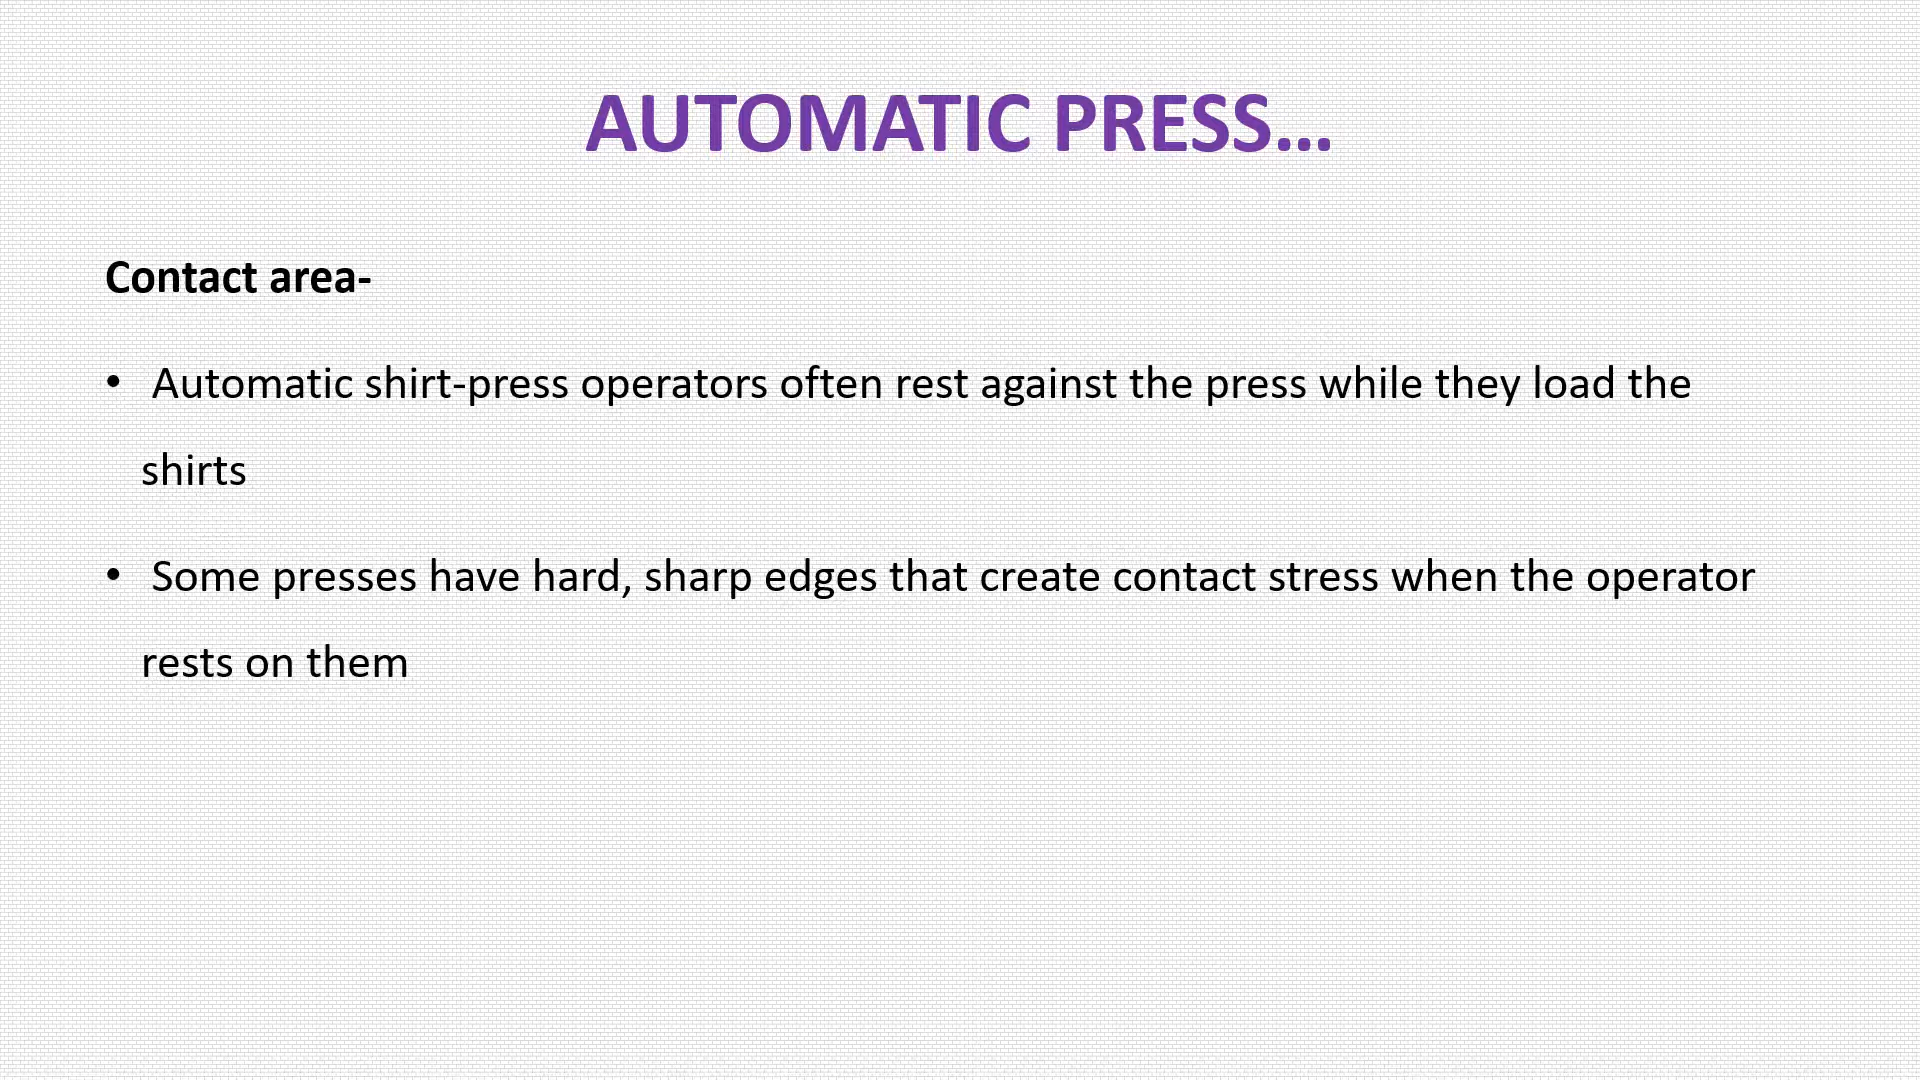 AUTOMATIC PRESS…
Contact area-
• Automatic shirt-press operators often rest against the press while they load the
shirts
• Some presses have hard, sharp edges that create contact stress when the operator
rests on them